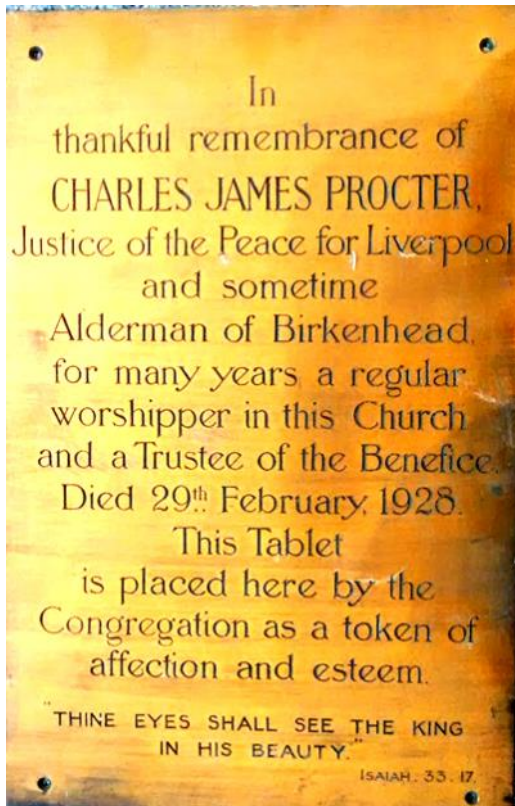 In
thankful remembrance of
CHARLES JAMES PROCTER,
Justice of the Peace for Liverpool
and sometime
Alderman of Birkenhead,
for many years a regular
worshipper in this Church
and a Trustee of the Benefice.
Died 29th February, 1928.
This Tablet
is placed here by the
Congregation as a token of
affection and esteem.
"THINE EYES SHALL SEE THE KING
IN HIS BEAUTY."
ISAIAH. 33. 17.